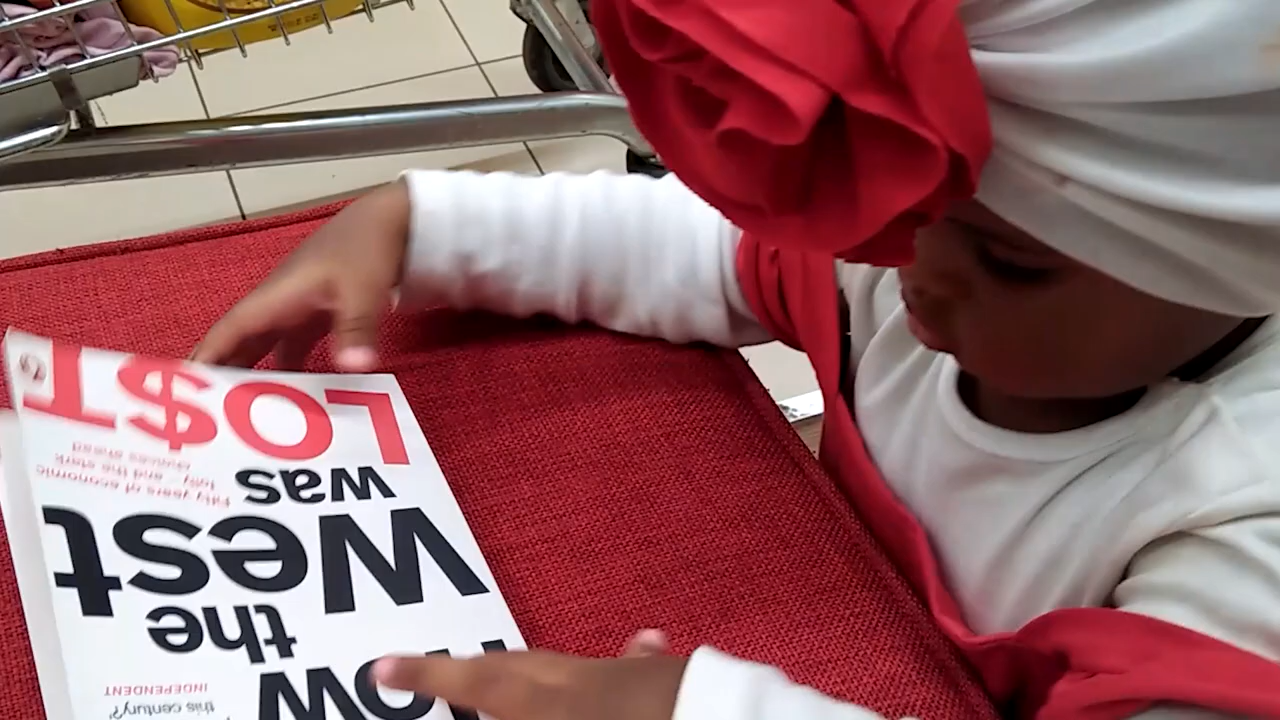 this century?'
INDEPENDENT
How
the
West
was
Fifty years of economic
folly – and the stark
choices ahead
LO$T